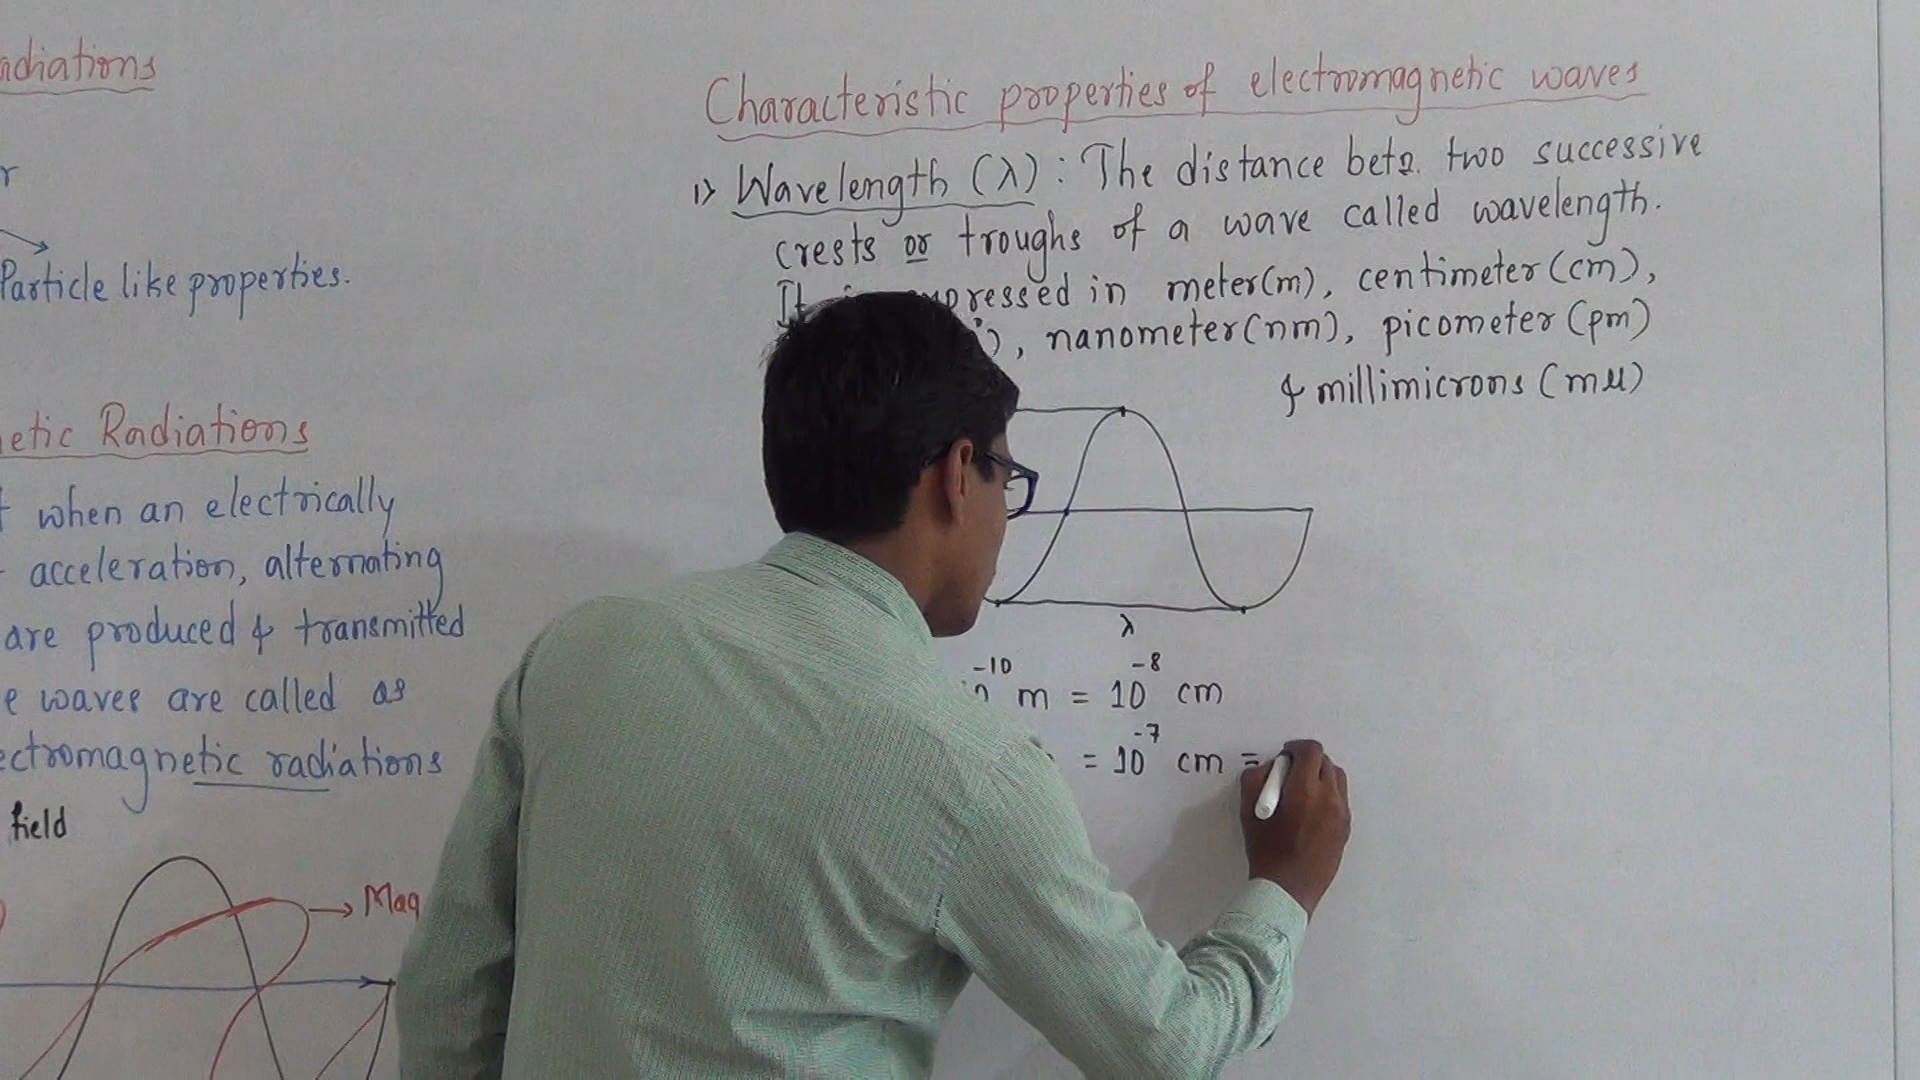 adiations
r
Particle like properties.
etic Radiations
when an electrically
acceleration, alternating
are produced & transmitted
e waves are called as
ectromagnetic radiations
field
Mag
Characteristic properties of electromagnetic waves
1) Wavelength (λ) : The distance betn. two successive
crests or troughs of a wave called wavelength.
It pressed in meter(m), centimeter (cm),
), nanometer(nm), picometer (pm)
& millimicrons (mµ)
λ
10⁻¹⁰ m = 10⁻⁸ cm
= 10⁻⁷ cm =